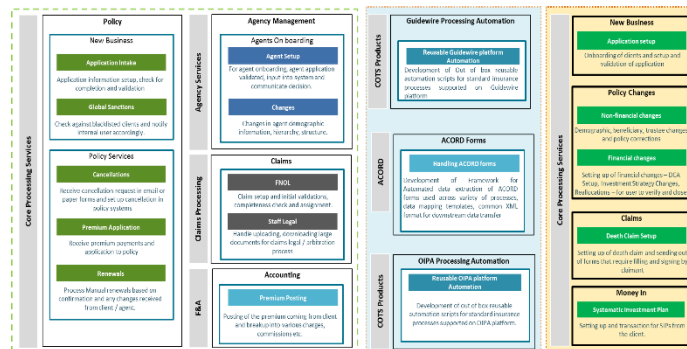 Core Processing Services
Policy
New Business
Application Intake
Application information setup, check for
completion and validation
Global Sanctions
Check against blacklisted clients and notify
internal user accordingly.
Policy Services
Cancellations
Receive cancellation request in email or
paper forms and set up cancellation in
policy systems
Premium Application
Receive premium payments and
application to policy
Renewals
Process Manual renewals based on
confirmation and any changes received
from client / agent.
Agency Services
Agency Management
Agents On boarding
Agent Setup
For agent onboarding, agent application
validated, input into system and
communicate decision.
Changes
Changes in agent demographic
information, hierarchy, structure.
Claims Processing
Claims
FNOL
Claim setup and initial validations,
completeness check and assignment.
Staff Legal
Handle uploading, downloading large
documents for claims legal / arbitration
process.
F&A
Accounting
Premium Posting
Posting of the premium coming from client
and breakup into various charges,
commissions etc.
COTS Products
Guidewire Processing Automation
Reusable Guidewire platform
Automation
Development of Out of box reusable
automation scripts for standard insurance
processes supported on Guidewire
platform
ACORD
ACORD Forms
Handling ACORD forms
Development of Framework for
Automated data extraction of ACORD
forms used across variety of processes,
data mapping templates, common XML
format for downstream data transfer.
COTS Products
OIPA Processing Automation
Reusable OIPA platform
Automation
Development of out of box reusable
automation scripts for standard insurance
processes supported on OIPA platform.
Core Processing Services
New Business
Application setup
Onboarding of clients and setup and
validation of application
Policy Changes
Non-financial changes
Demographic, beneficiary, trustee changes
and policy corrections
Financial changes
Setting up of financial changes – DCA
Setup, Investment Strategy Changes,
Reallocations – for user to verify and close
Claims
Death Claim Setup
Setting up of death claim and sending out
of forms that require filling and signing by
claimant
Money In
Systematic Investment Plan
Setting up and transaction for SIPs from
the client.